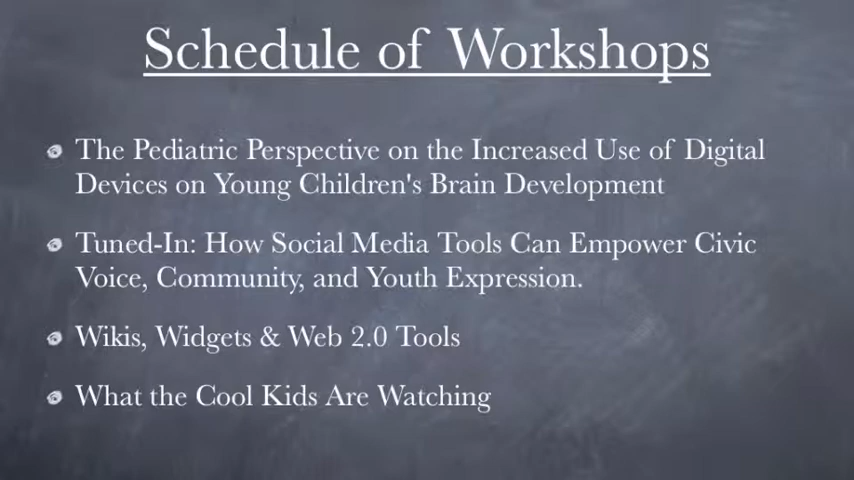 Schedule of Workshops
The Pediatric Perspective on the Increased Use of Digital
Devices on Young Children's Brain Development
Tuned-In: How Social Media Tools Can Empower Civic
Voice, Community, and Youth Expression.
Wikis, Widgets & Web 2.0 Tools
What the Cool Kids Are Watching